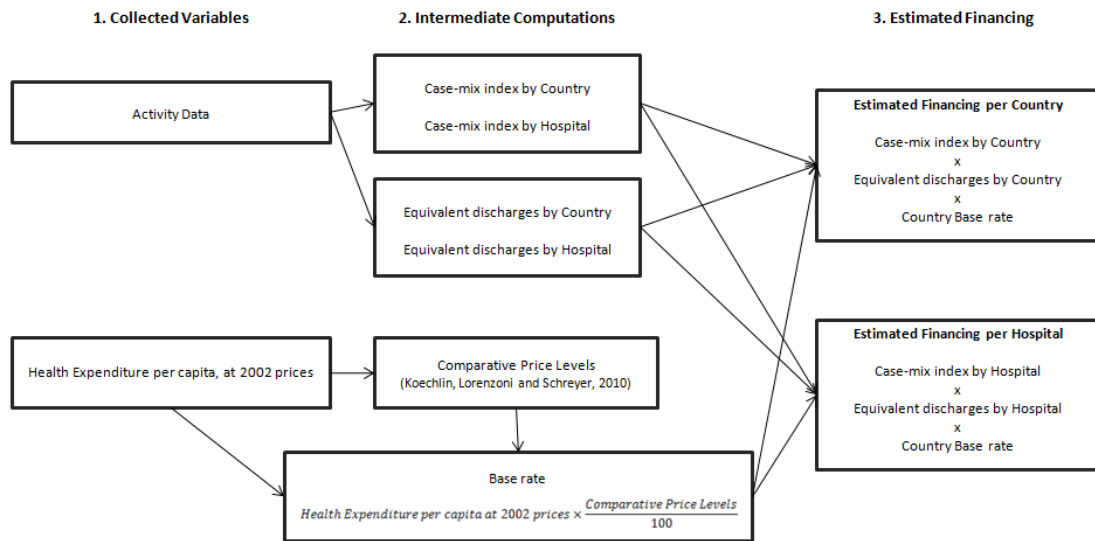 1. Collected Variables
2. Intermediate Computations
3. Estimated Financing
Activity Data
Case-mix index by Country
Case-mix index by Hospital
Equivalent discharges by Country
Equivalent discharges by Hospital
Health Expenditure per capita, at 2002 prices
Comparative Price Levels
(Koechlin, Lorenzoni and Schreyer, 2010)
Base rate
Health Expenditure per capita at 2002 prices × Comparative Price Levels
100
Estimated Financing per Country
Case-mix index by Country
x
Equivalent discharges by Country
x
Country Base rate
Estimated Financing per Hospital
Case-mix index by Hospital
x
Equivalent discharges by Hospital
x
Country Base rate